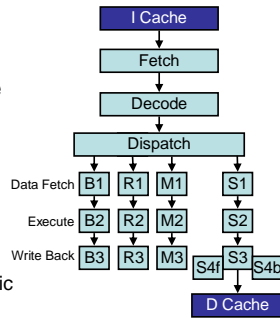 I Cache
Fetch
e
Decode
Dispatch
Data Fetch B1 R1 M1 S1
Execute B2 R2 M2 S2
Write Back B3 R3 M3 S3
S4f S4b
ic
D Cache